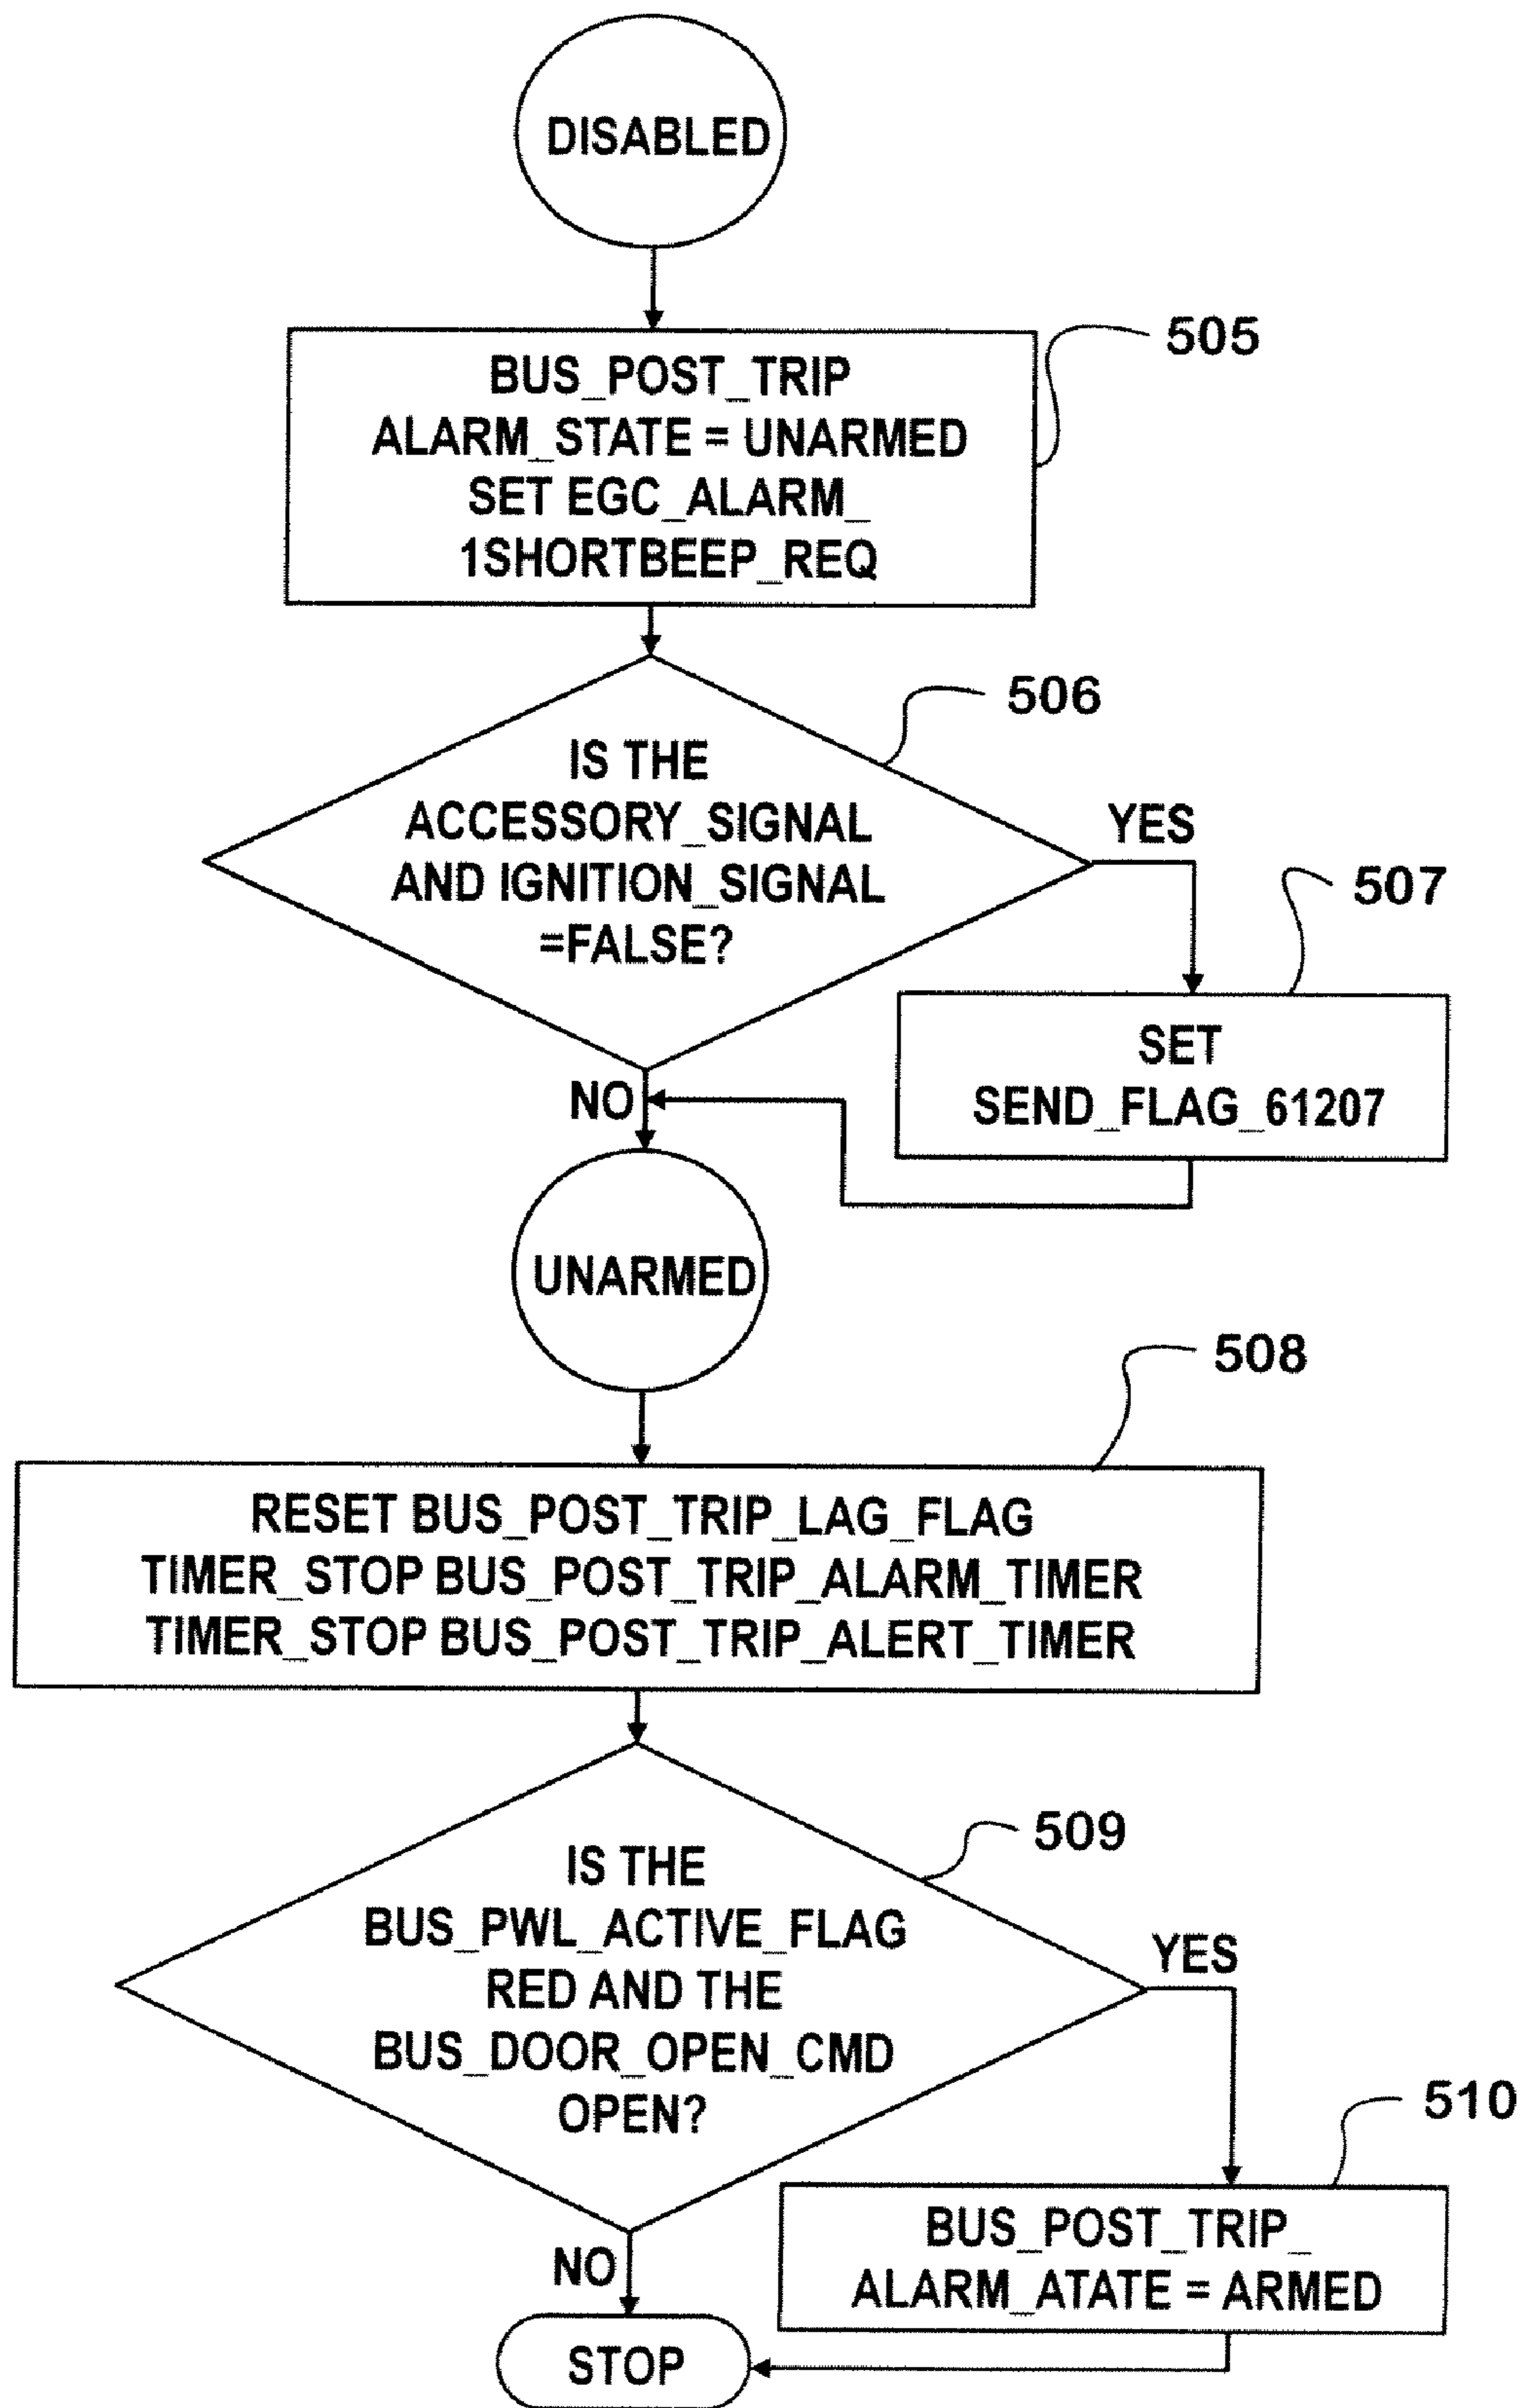 DISABLED
505
BUS_POST_TRIP
ALARM_STATE = UNARMED
SET EGC_ALARM_
1SHORTBEEP_REQ
506
IS THE
ACCESSORY_SIGNAL
AND IGNITION_SIGNAL
=FALSE?
YES
507
SET
SEND_FLAG_61207
NO
UNARMED
508
RESET BUS_POST_TRIP_LAG_FLAG
TIMER_STOP BUS_POST_TRIP_ALARM_TIMER
TIMER_STOP BUS_POST_TRIP_ALERT_TIMER
509
IS THE
BUS_PWL_ACTIVE_FLAG
RED AND THE
BUS_DOOR_OPEN_CMD
OPEN?
YES
510
BUS_POST_TRIP_
ALARM_ATATE = ARMED
NO
STOP